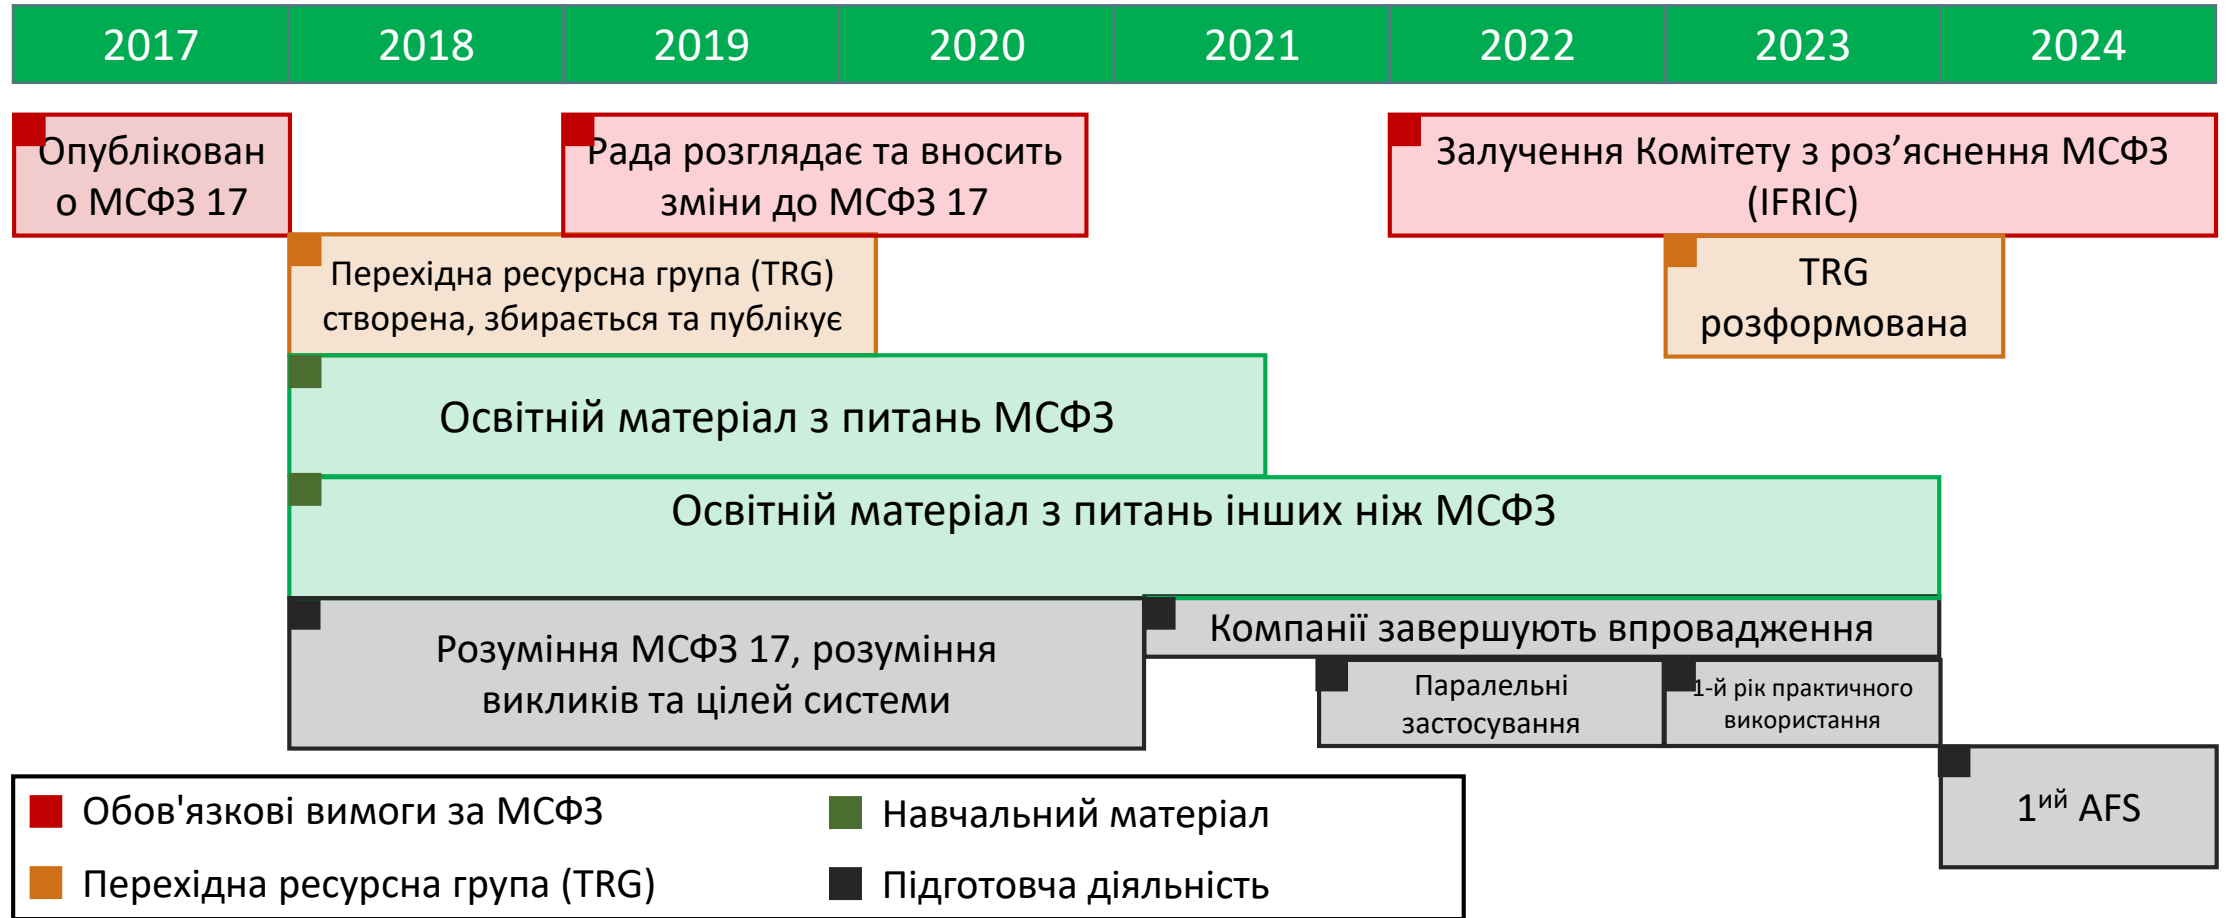 2017 2018 2019 2020 2021 2022 2023 2024
Опублікован
о МСФЗ 17
Рада розглядає та вносить
зміни до МСФЗ 17
Залучення Комітету з роз’яснення МСФЗ
(IFRIC)
Перехідна ресурсна група (TRG)
створена, збирається та публікує
TRG
розформована
Освітній матеріал з питань МСФЗ
Освітній матеріал з питань інших ніж МСФЗ
Розуміння МСФЗ 17, розуміння
викликів та цілей системи
Компанії завершують впровадження
Паралельні
застосування
1-й рік практичного
використання
1ий AFS
Обов'язкові вимоги за МСФЗ
Навчальний матеріал
Перехідна ресурсна група (TRG)
Підготовча діяльність